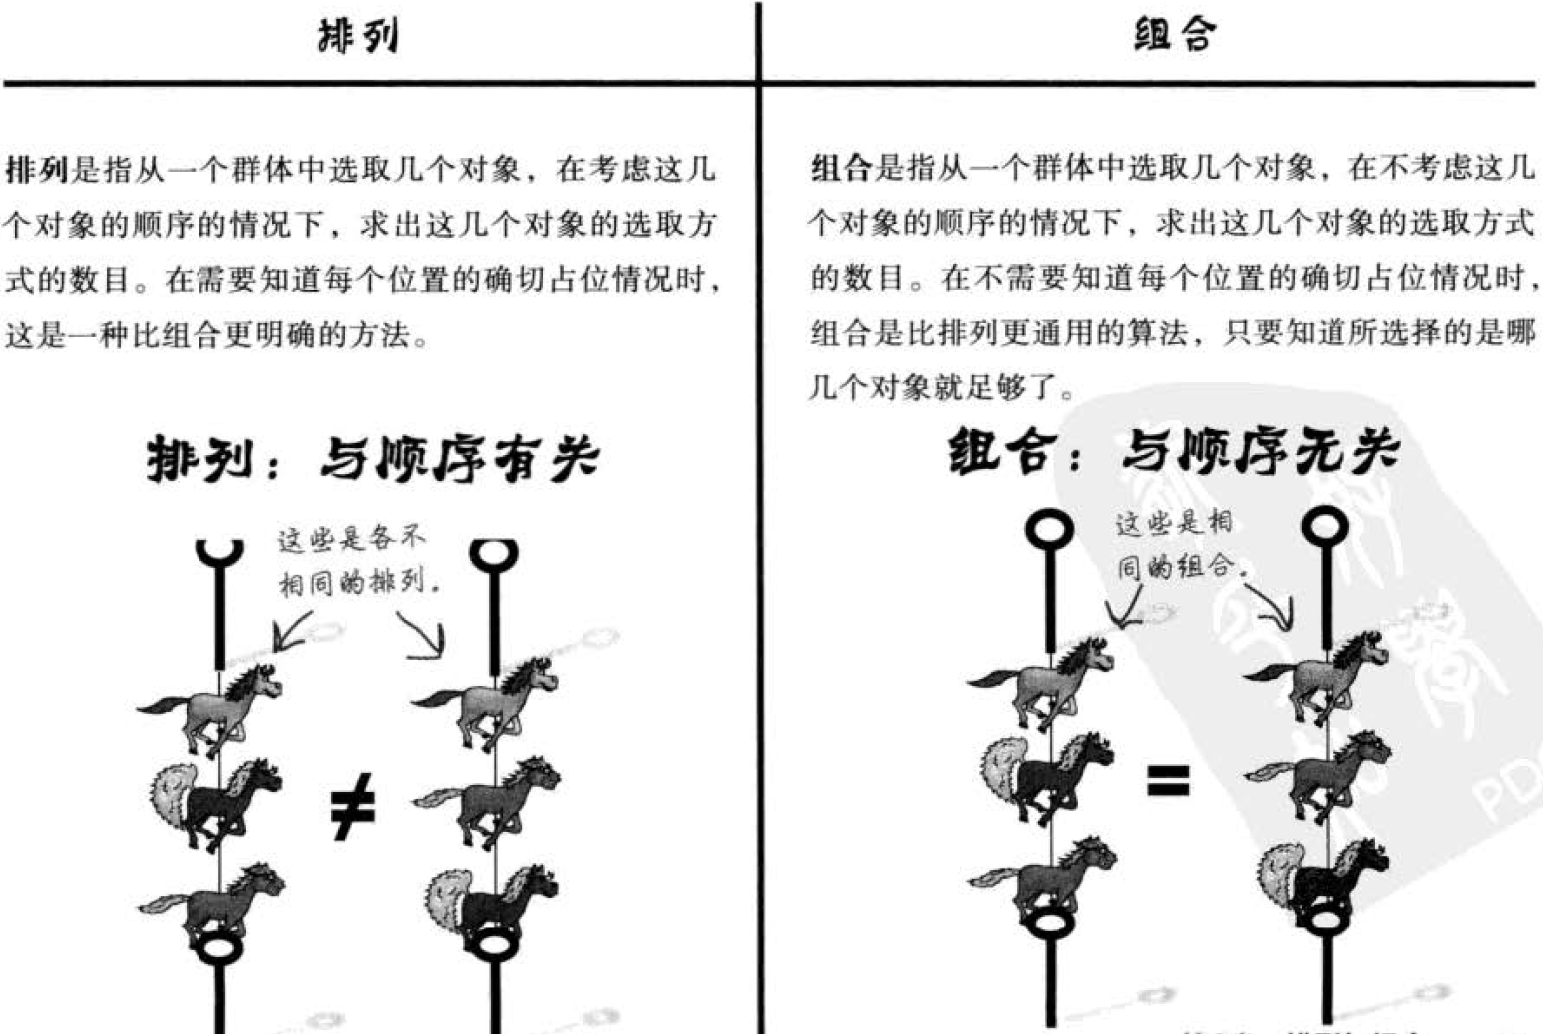 排列
排列是指从一个群体中选取几个对象，在考虑这几
个对象的顺序的情况下，求出这几个对象的选取方
式的数目。在需要知道每个位置的确切占位情况时，
这是一种比组合更明确的方法。
排列：与顺序有关
这些是各不
相同的排列.
≠
组合
组合是指从一个群体中选取几个对象，在不考虑这几
个对象的顺序的情况下，求出这几个对象的选取方式
的数目。在不需要知道每个位置的确切占位情况时，
组合是比排列更通用的算法，只要知道所选择的是哪
几个对象就足够了。
组合：与顺序无关
这些是相
同的组合.
=
PD